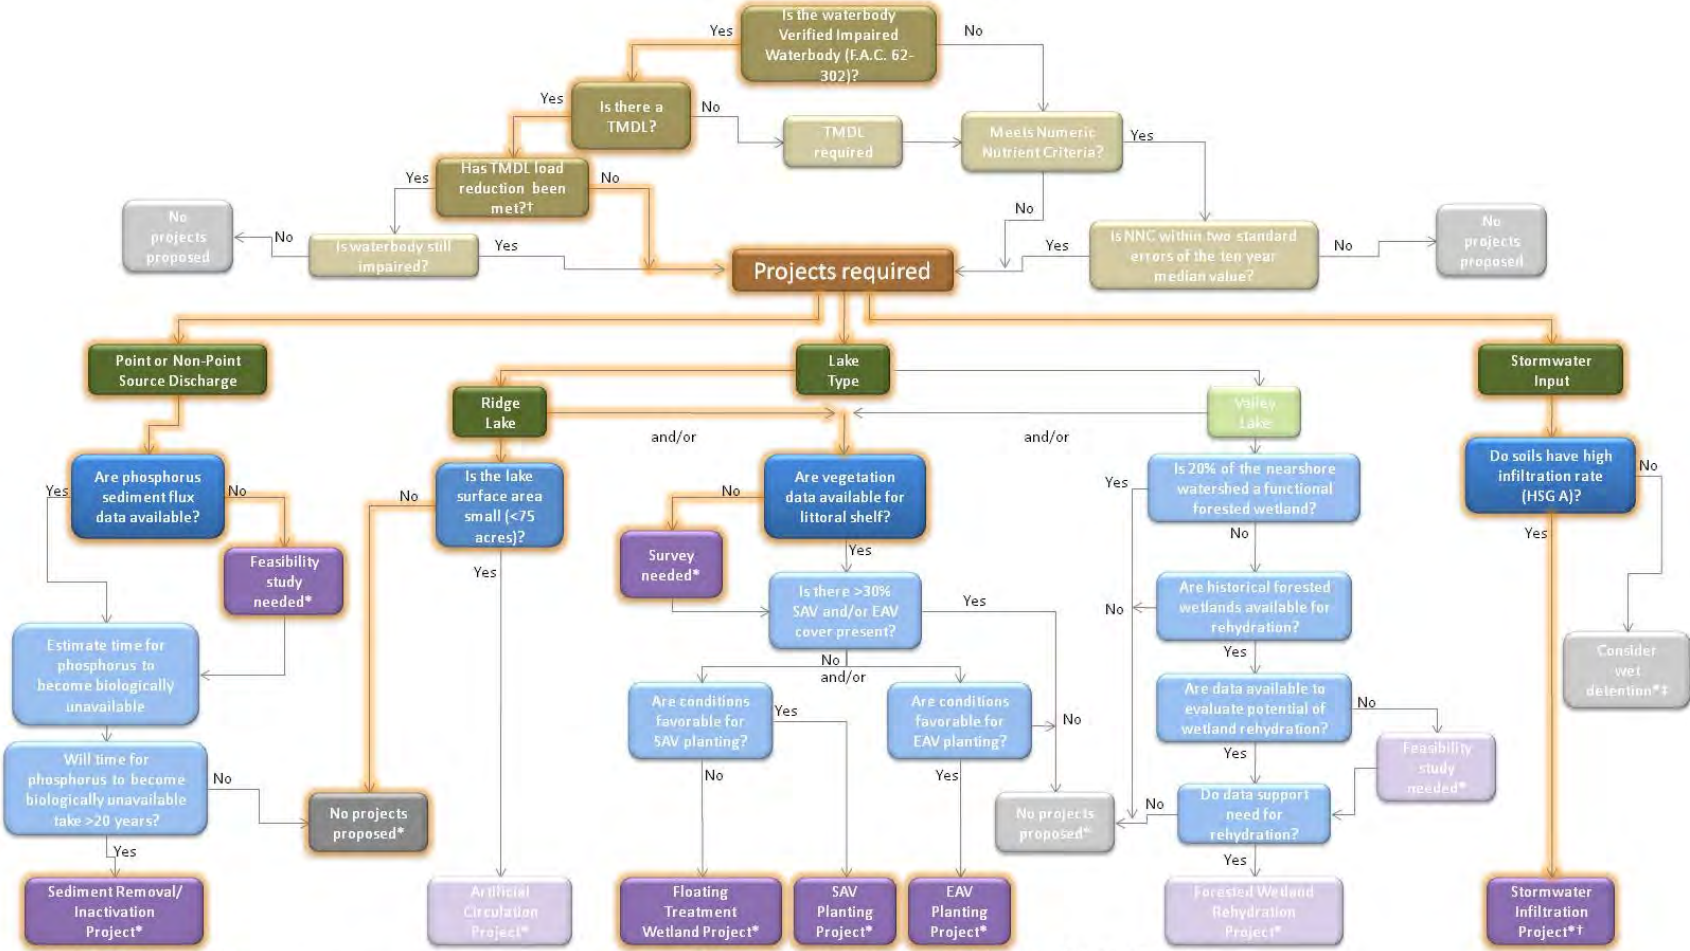 Is the waterbody
Verified Impaired
Waterbody (F.A.C. 62-
302)?
Yes
No
Is there a
TMDL?
Yes
No
TMDL
required
Meets Numeric
Nutrient Criteria?
Yes
No
Has TMDL load
reduction been
met?†
Yes
No
No
projects
proposed
No
Is waterbody still
impaired?
Yes
Projects required
Yes
Is NNC within two standard
errors of the ten year
median value?
No
No
projects
proposed
Point or Non-Point
Source Discharge
Lake
Type
Stormwater
Input
Ridge
Lake
Valley
Lake
and/or
and/or
Are phosphorus
sediment flux
data available?
Yes
No
Feasibility
study
needed*
Estimate time for
phosphorus to
become biologically
unavailable
Will time for
phosphorus to become
biologically unavailable
take >20 years?
No
Yes
Sediment Removal/
Inactivation
Project*
Is the lake
surface area
small (<75
acres)?
No
Yes
No projects
proposed*
Artificial
Circulation
Project*
Are vegetation
data available for
littoral shelf?
No
Yes
Survey
needed*
Is there >30%
SAV and/or EAV
cover present?
Yes
No
and/or
Are conditions
favorable for
SAV planting?
Yes
No
Are conditions
favorable for
EAV planting?
No
Yes
Floating
Treatment
Wetland Project*
SAV
Planting
Project*
EAV
Planting
Project*
No projects
proposed*
Is 20% of the nearshore
watershed a functional
forested wetland?
Yes
No
Are historical forested
wetlands available for
rehydration?
No
Yes
Are data available to
evaluate potential of
wetland rehydration?
No
Yes
Feasibility
study
needed*
Do data support
need for
rehydration?
No
Yes
Forested Wetland
Rehydration
Project*
Do soils have high
infiltration rate
(HSG A)?
No
Yes
Consider
wet
detention*‡
Stormwater
Infiltration
Project*†